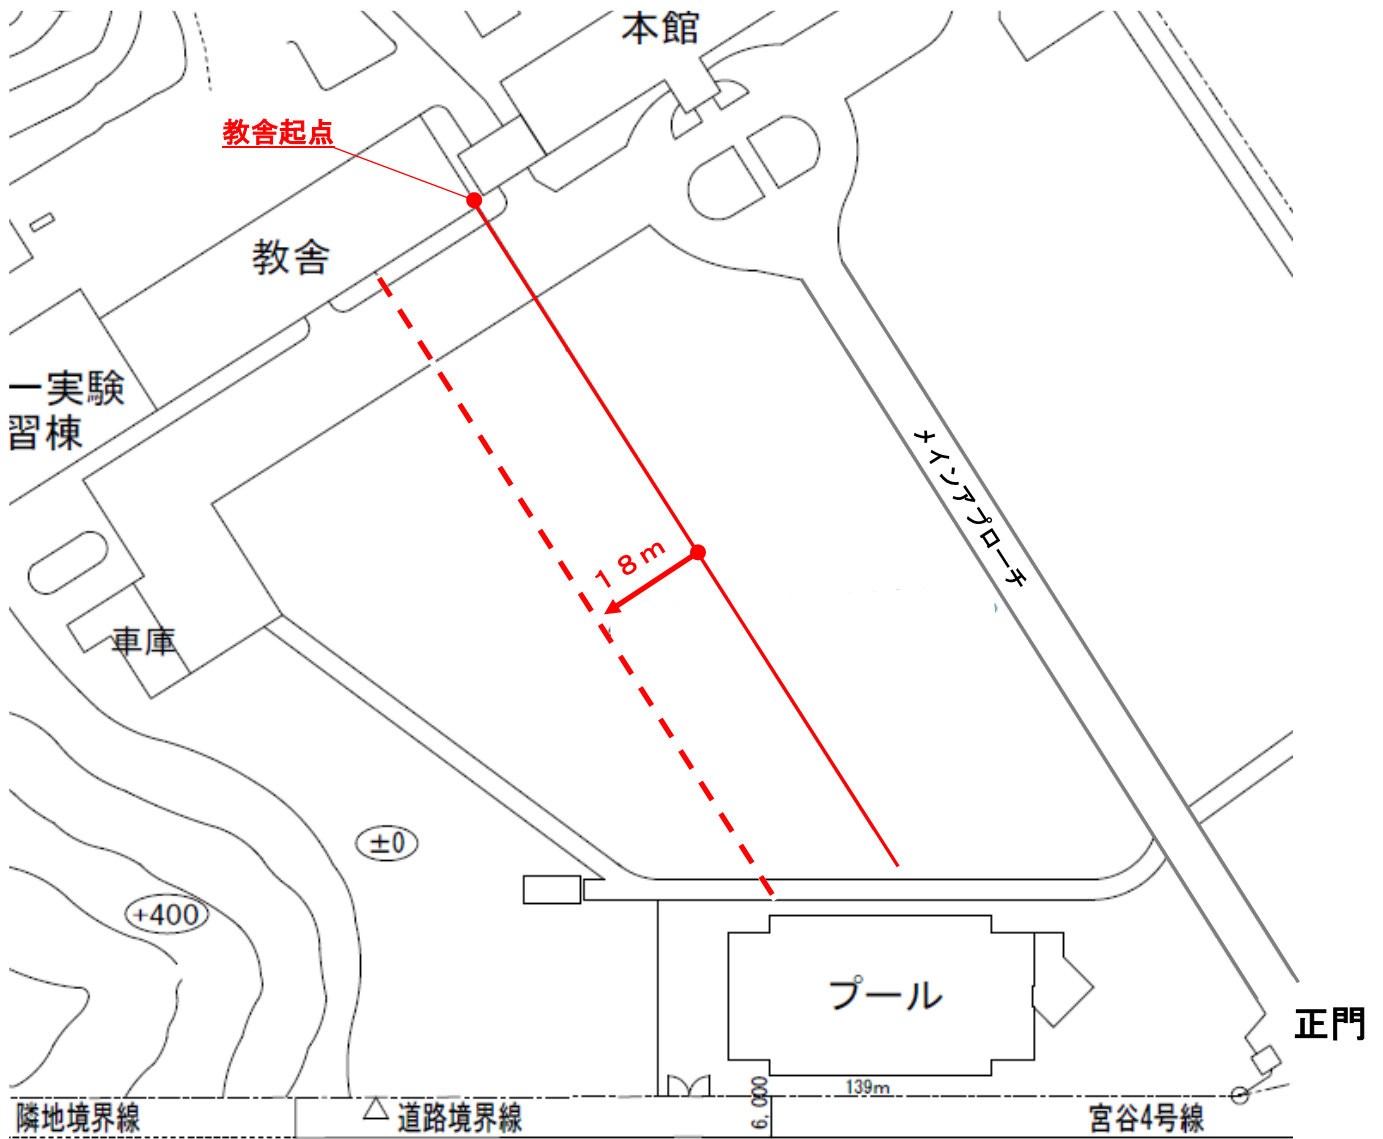 本館
教舎起点
教舎
ー実験
習棟
メインアプローチ
18m
車庫
±0
+400
プール
正門
139m
6,000
隣地境界線
道路境界線
宮谷4号線